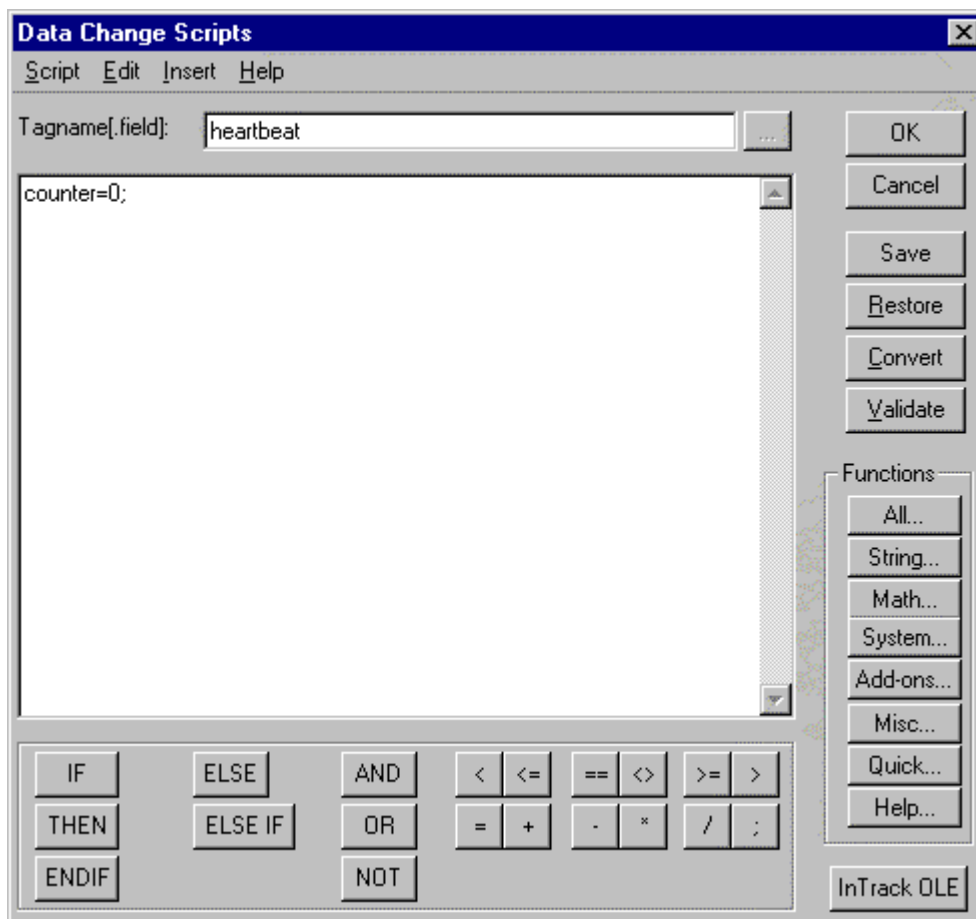 Data Change Scripts
Script Edit Insert Help
Tagname[.field]: heartbeat ...
counter=0;
OK
Cancel
Save
Restore
Convert
Validate
Functions
All...
String...
Math...
System...
Add-ons...
Misc...
Quick...
Help...
IF ELSE AND < <= == <> >= >
THEN ELSE IF OR = + - * / ;
ENDIF NOT
InTrack OLE